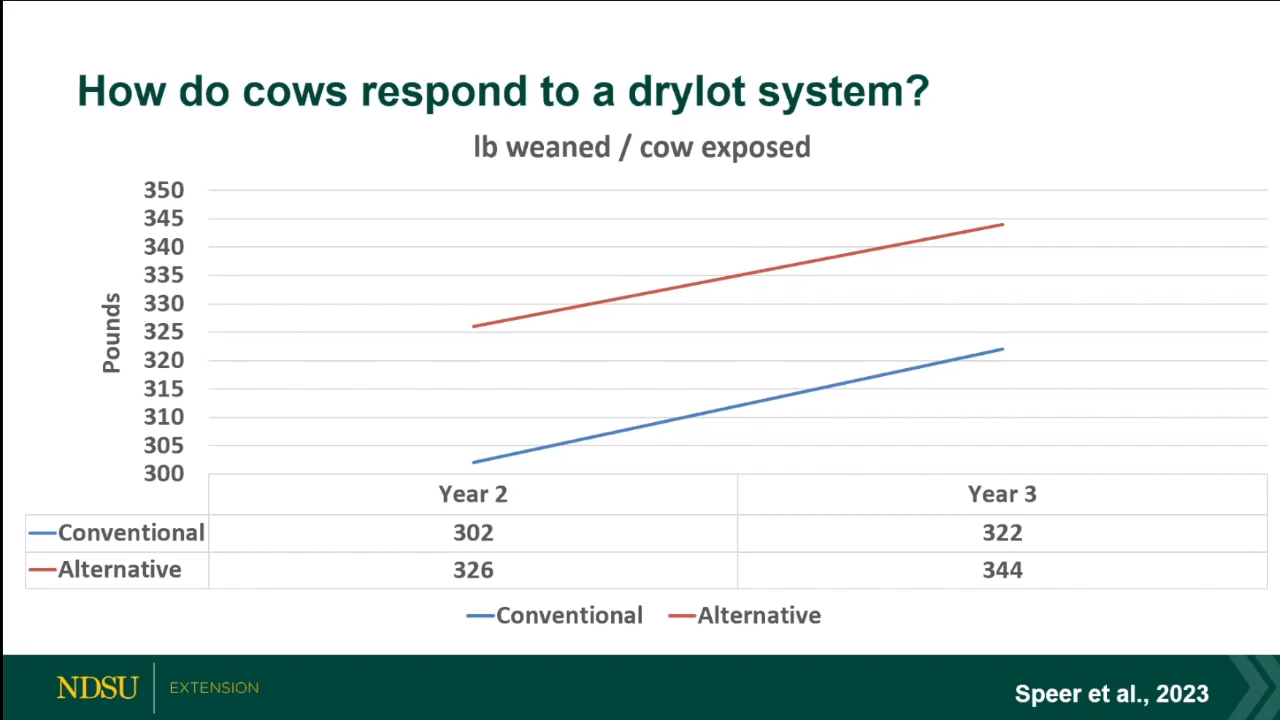 How do cows respond to a drylot system?
lb weaned / cow exposed
Pounds
350
345
340
335
330
325
320
315
310
305
300
Year 2 Year 3
Conventional 302 322
Alternative 326 344
Conventional Alternative
NDSU EXTENSION
Speer et al., 2023